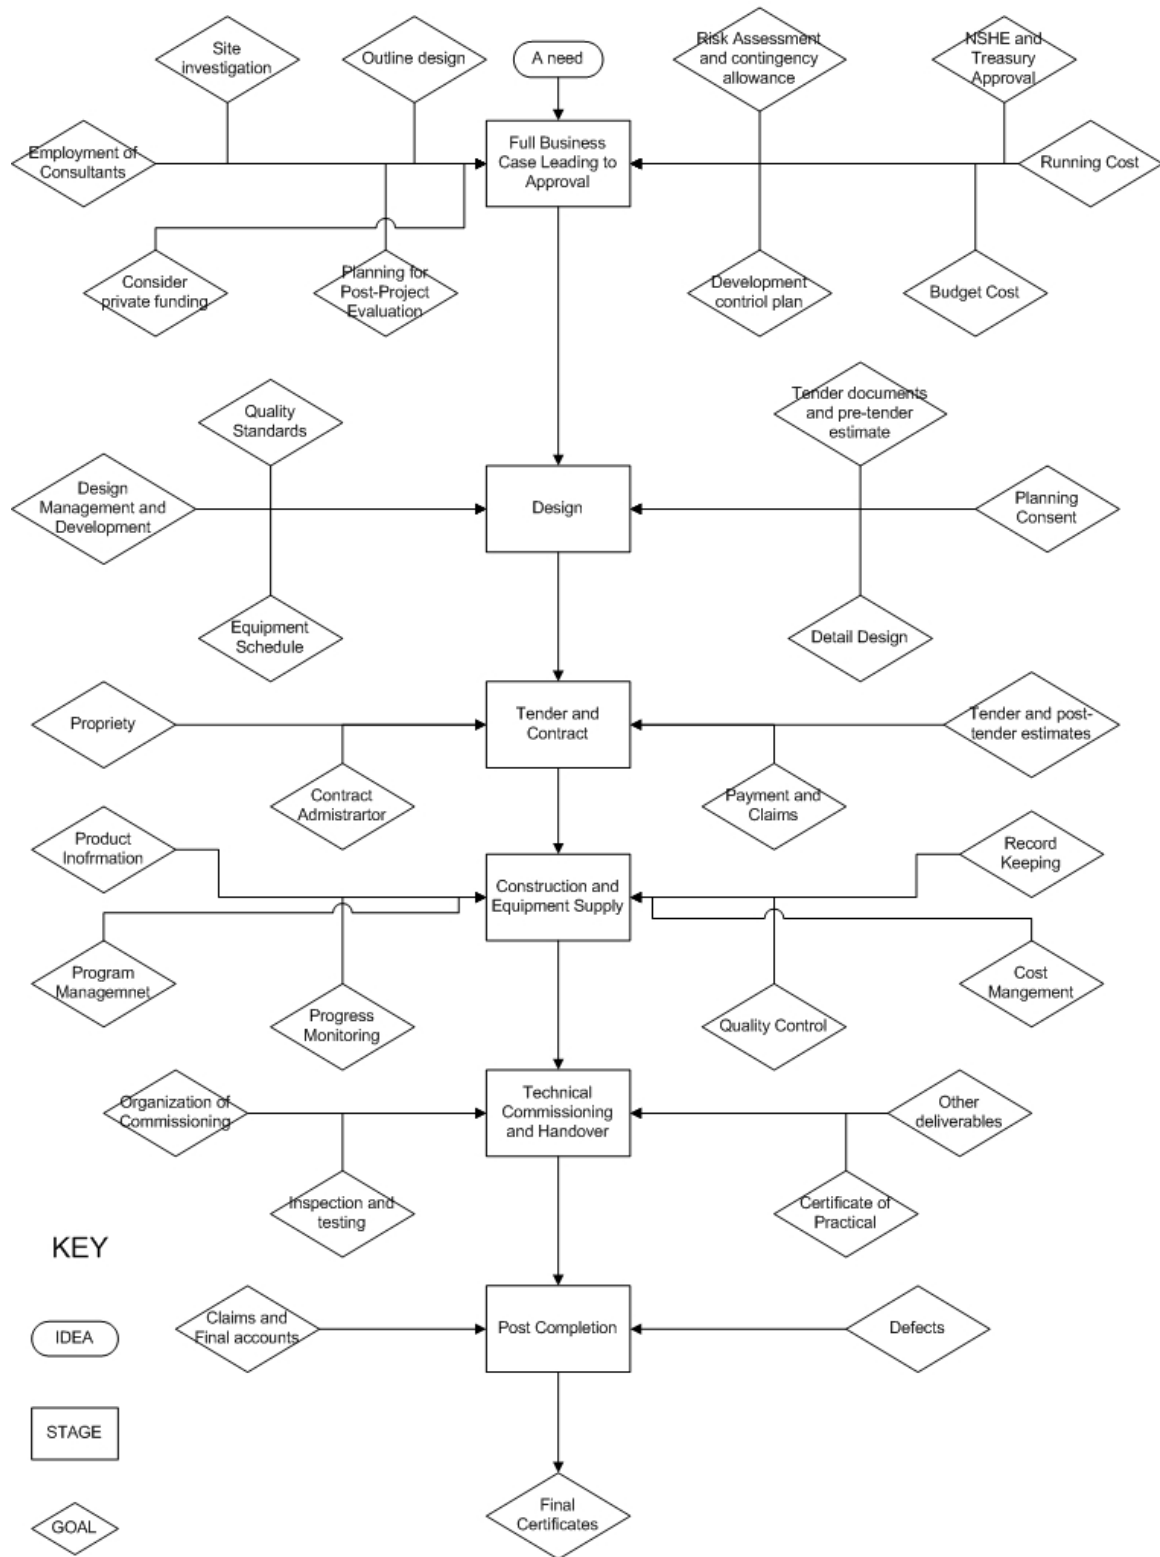 Site
investigation
Outline design
A need
Risk Assessment
and contingency
allowance
NSHE and
Treasury
Approval
Employment of
Consultants
Full Business
Case Leading to
Approval
Running Cost
Consider
private funding
Planning for
Post-Project
Evaluation
Development
contriol plan
Budget Cost
Quality
Standards
Tender documents
and pre-tender
estimate
Design
Management and
Development
Design
Planning
Consent
Equipment
Schedule
Detail Design
Propriety
Tender and
Contract
Tender and post-
tender estimates
Contract
Admistrartor
Payment and
Claims
Product
Inofrmation
Construction and
Equipment Supply
Record
Keeping
Program
Managemnet
Progress
Monitoring
Quality Control
Cost
Mangement
Organization of
Commissioning
Technical
Commissioning
and Handover
Other
deliverables
Inspection and
testing
Certificate of
Practical
KEY
Claims and
Final accounts
Post Completion
Defects
IDEA
STAGE
Final
Certificates
GOAL